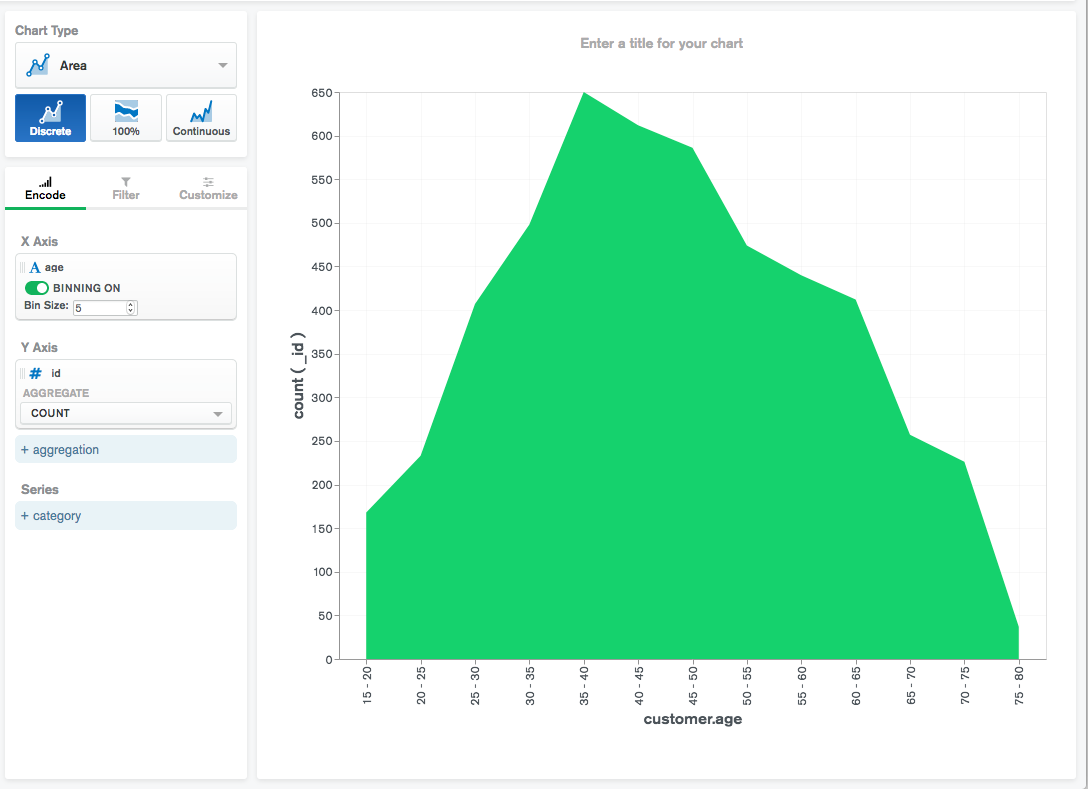 Chart Type
Area
Discrete
100%
Continuous
Encode
Filter
Customize
X Axis
A age
BINNING ON
Bin Size: 5
Y Axis
# id
AGGREGATE
COUNT
+ aggregation
Series
+ category
Enter a title for your chart
650
600
550
500
450
400
350
300
250
200
150
100
50
0
count ( _id )
15 - 20
20 - 25
25 - 30
30 - 35
35 - 40
40 - 45
45 - 50
50 - 55
55 - 60
60 - 65
65 - 70
70 - 75
75 - 80
customer.age